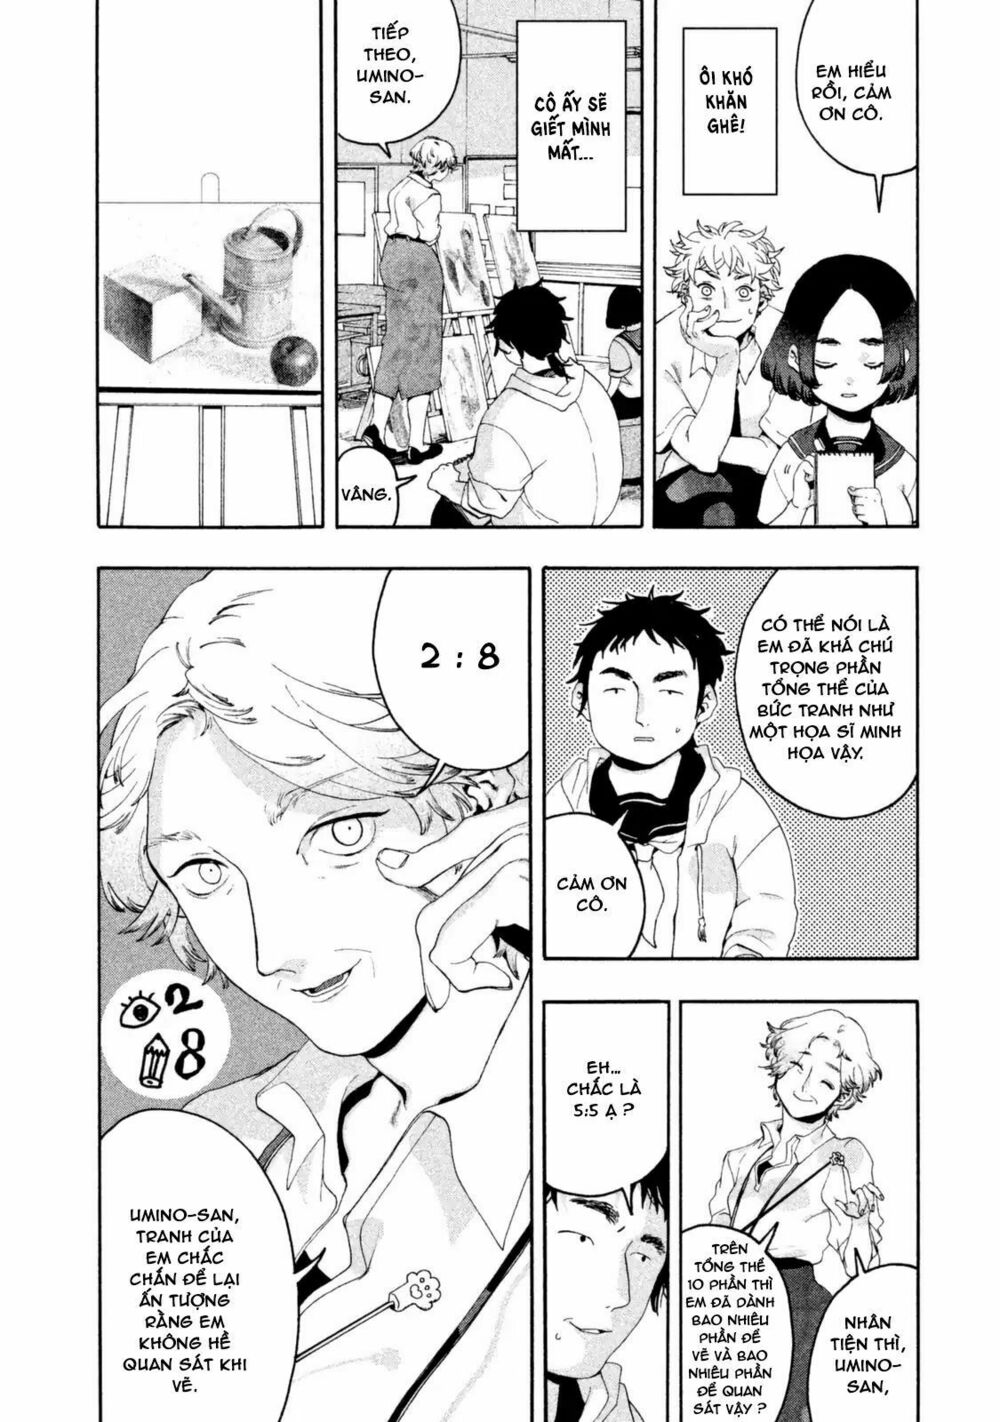 EM HIỂU
RỒI, CẢM
ƠN CÔ.
ÔI KHÓ
KHĂN
GHÊ!
CÔ ẤY SẼ
GIẾT MÌNH
MẤT...
TIẾP
THEO,
UMINO-
SAN.
VÂNG.
CÓ THỂ NÓI LÀ
EM ĐÃ KHÁ CHÚ
TRỌNG PHẦN
TỔNG THỂ CỦA
BỨC TRANH NHƯ
MỘT HỌA SĨ MINH
HỌA VẬY.
CẢM ƠN
CÔ.
NHÂN
TIỆN THÌ,
UMINO-
SAN,
TRÊN
TỔNG THỂ
10 PHẦN THÌ
EM ĐÃ DÀNH
BAO NHIÊU
PHẦN ĐỂ
VẼ VÀ BAO
NHIÊU PHẦN
ĐỂ QUAN
SÁT VẬY ?
EH...
CHẮC LÀ
5:5 Ạ ?
2 : 8
2
8
UMINO-SAN,
TRANH CỦA
EM CHẮC
CHẮN ĐỂ LẠI
ẤN TƯỢNG
RẰNG EM
KHÔNG HỀ
QUAN SÁT KHI
VẼ.